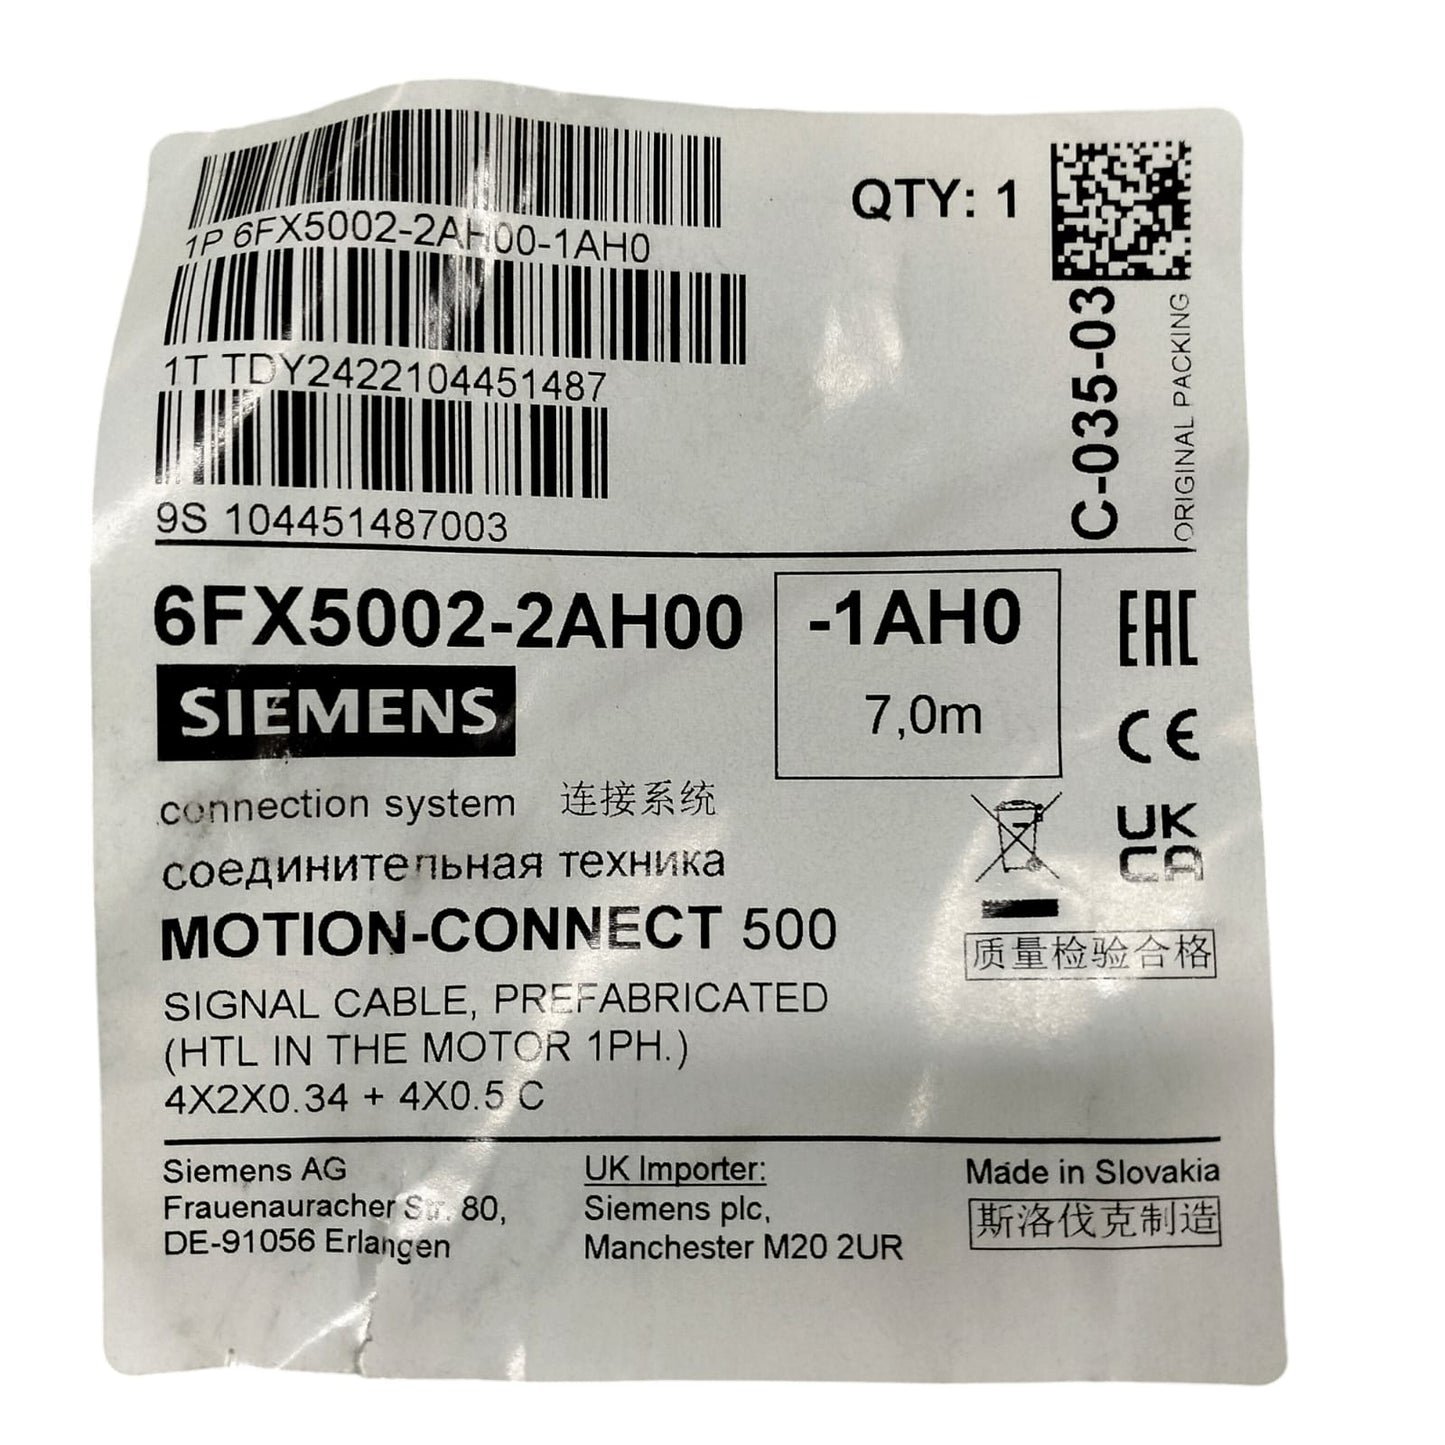 1P 6FX5002-2AH00-1AH0
QTY: 1
1T TDY2422104451487
9S 104451487003
C-035-03
ORIGINAL PACKING
6FX5002-2AH00
-1AH0
7,0m
EAC
SIEMENS
CE
connection system 连接系统
UK
CA
соединительная техника
MOTION-CONNECT 500
质量检验合格
SIGNAL CABLE, PREFABRICATED
(HTL IN THE MOTOR 1PH.)
4X2X0.34 + 4X0.5 C
Siemens AG
Frauenauracher Str. 80,
DE-91056 Erlangen
UK Importer:
Siemens plc,
Manchester M20 2UR
Made in Slovakia
斯洛伐克制造